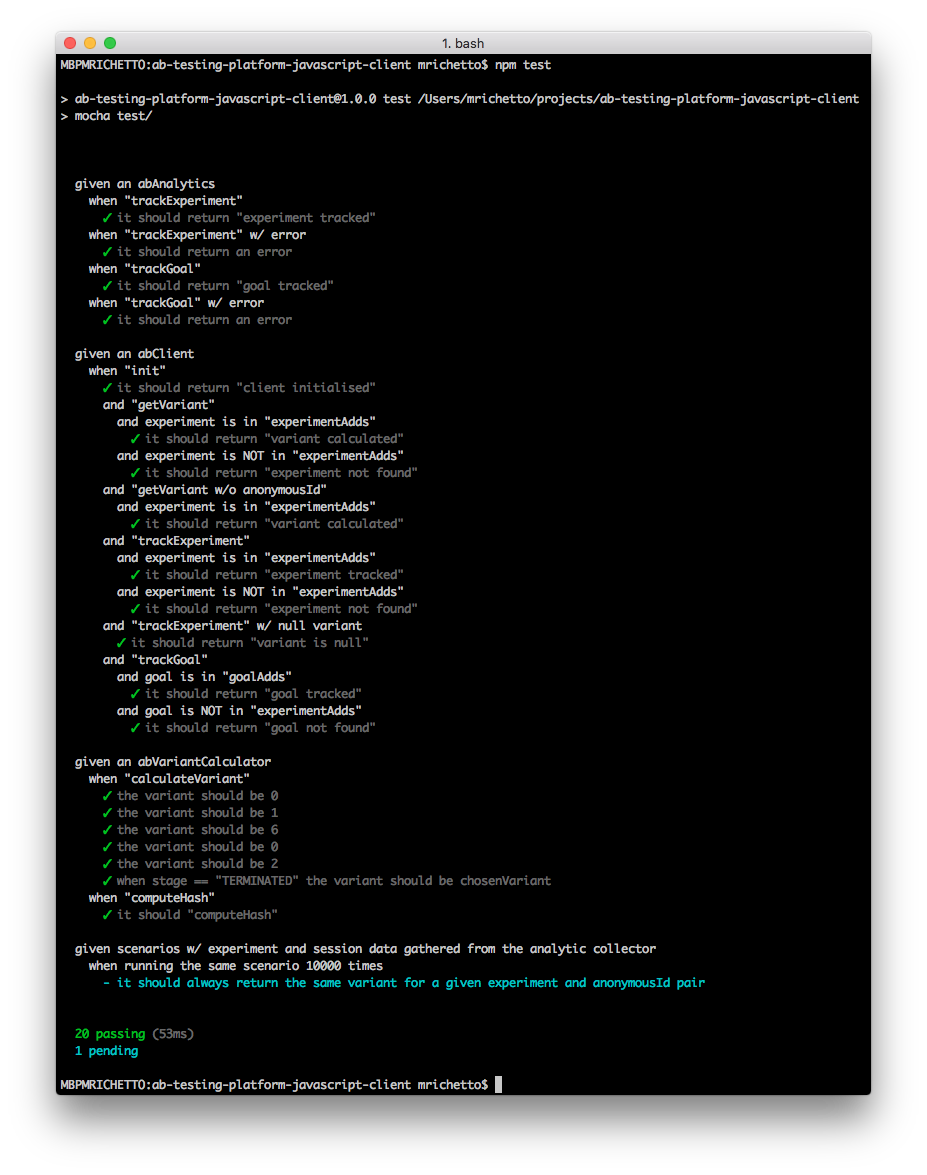 1. bash
MBPMRICHETTO:ab-testing-platform-javascript-client mrichetto$ npm test
> ab-testing-platform-javascript-client@1.0.0 test /Users/mrichetto/projects/ab-testing-platform-javascript-client
> mocha test/
given an abAnalytics
when "trackExperiment"
✓ it should return "experiment tracked"
when "trackExperiment" w/ error
✓ it should return an error
when "trackGoal"
✓ it should return "goal tracked"
when "trackGoal" w/ error
✓ it should return an error
given an abClient
when "init"
✓ it should return "client initialised"
and "getVariant"
and experiment is in "experimentAdds"
✓ it should return "variant calculated"
and experiment is NOT in "experimentAdds"
✓ it should return "experiment not found"
and "getVariant w/o anonymousId"
and experiment is in "experimentAdds"
✓ it should return "variant calculated"
and "trackExperiment"
and experiment is in "experimentAdds"
✓ it should return "experiment tracked"
and experiment is NOT in "experimentAdds"
✓ it should return "experiment not found"
and "trackExperiment" w/ null variant
✓ it should return "variant is null"
and "trackGoal"
and goal is in "goalAdds"
✓ it should return "goal tracked"
and goal is NOT in "experimentAdds"
✓ it should return "goal not found"
given an abVariantCalculator
when "calculateVariant"
✓ the variant should be 0
✓ the variant should be 1
✓ the variant should be 6
✓ the variant should be 0
✓ the variant should be 2
✓ when stage == "TERMINATED" the variant should be chosenVariant
when "computeHash"
✓ it should "computeHash"
given scenarios w/ experiment and session data gathered from the analytic collector
when running the same scenario 10000 times
- it should always return the same variant for a given experiment and anonymousId pair
20 passing (53ms)
1 pending
MBPMRICHETTO:ab-testing-platform-javascript-client mrichetto$